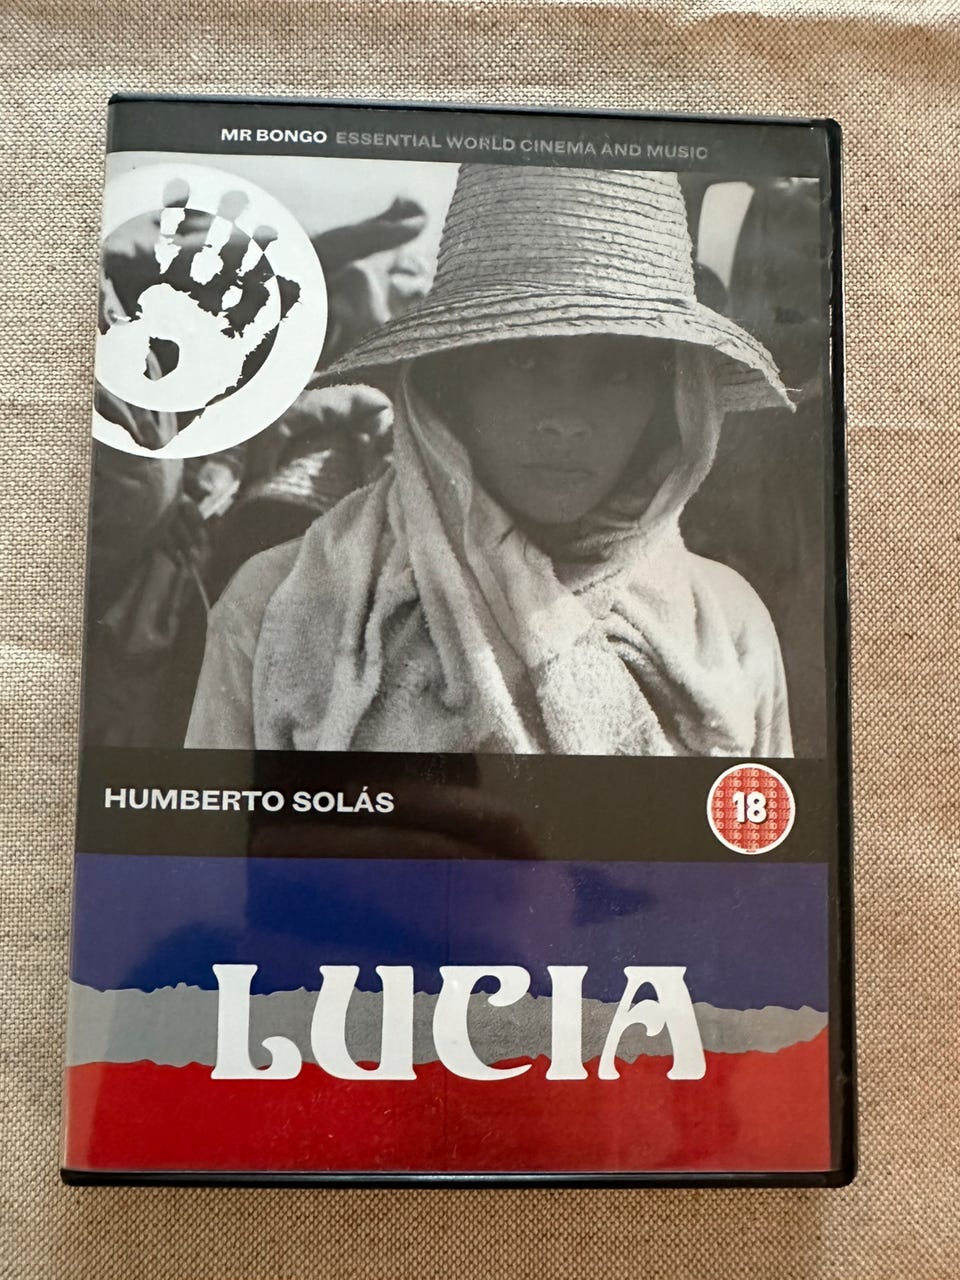 MR BONGO ESSENTIAL WORLD CINEMA AND MUSIC
HUMBERTO SOLÁS
18
LUCIA